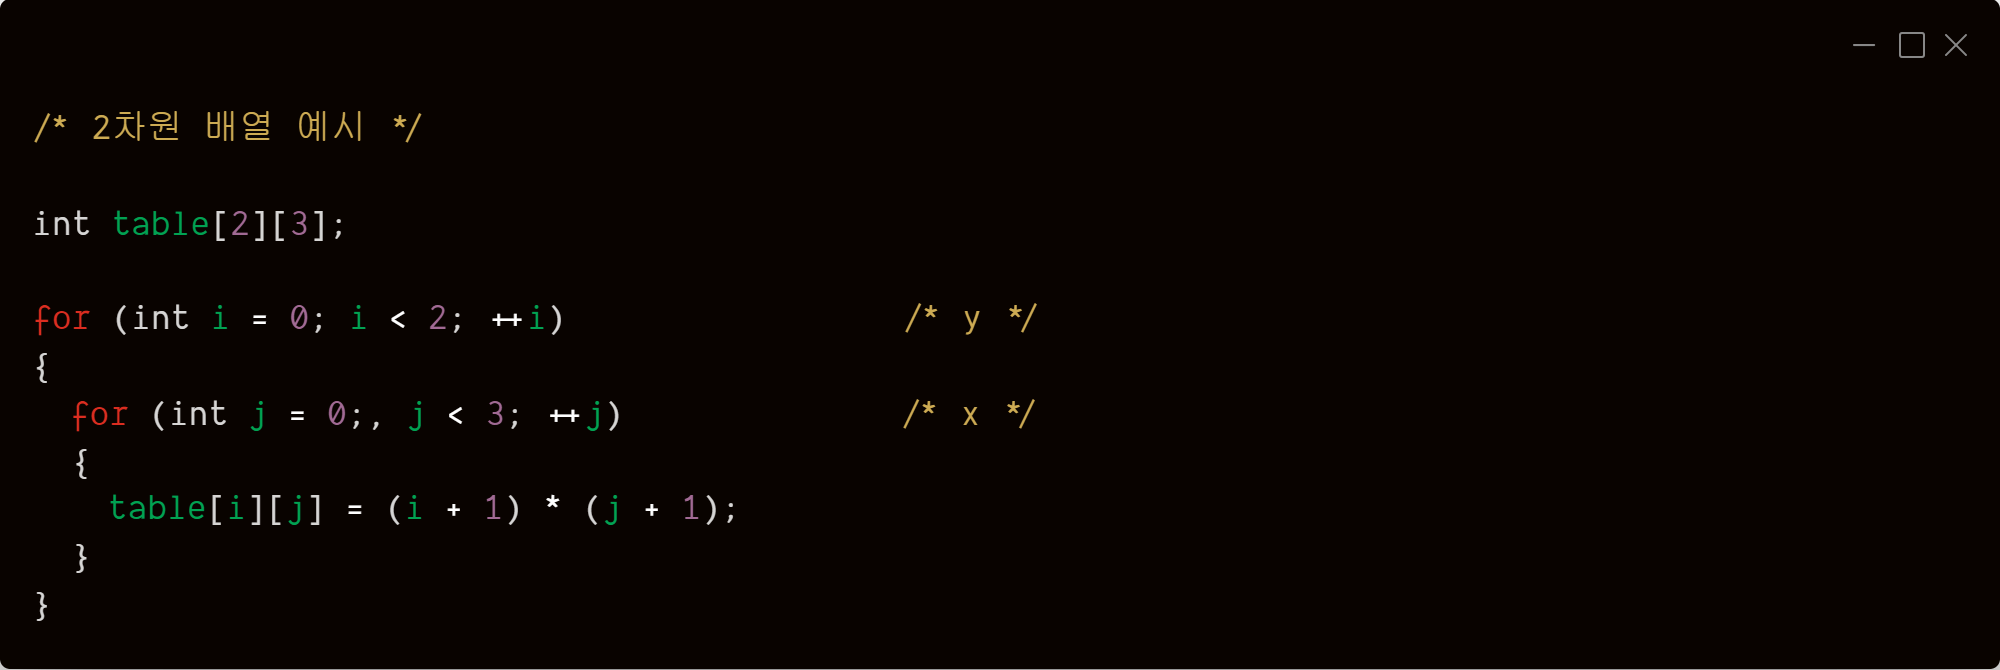 /* 2차원 배열 예시 */
int table[2][3];
for (int i = 0; i < 2; ++i) /* y */
{
for (int j = 0;, j < 3; ++j) /* x */
{
table[i][j] = (i + 1) * (j + 1);
}
}